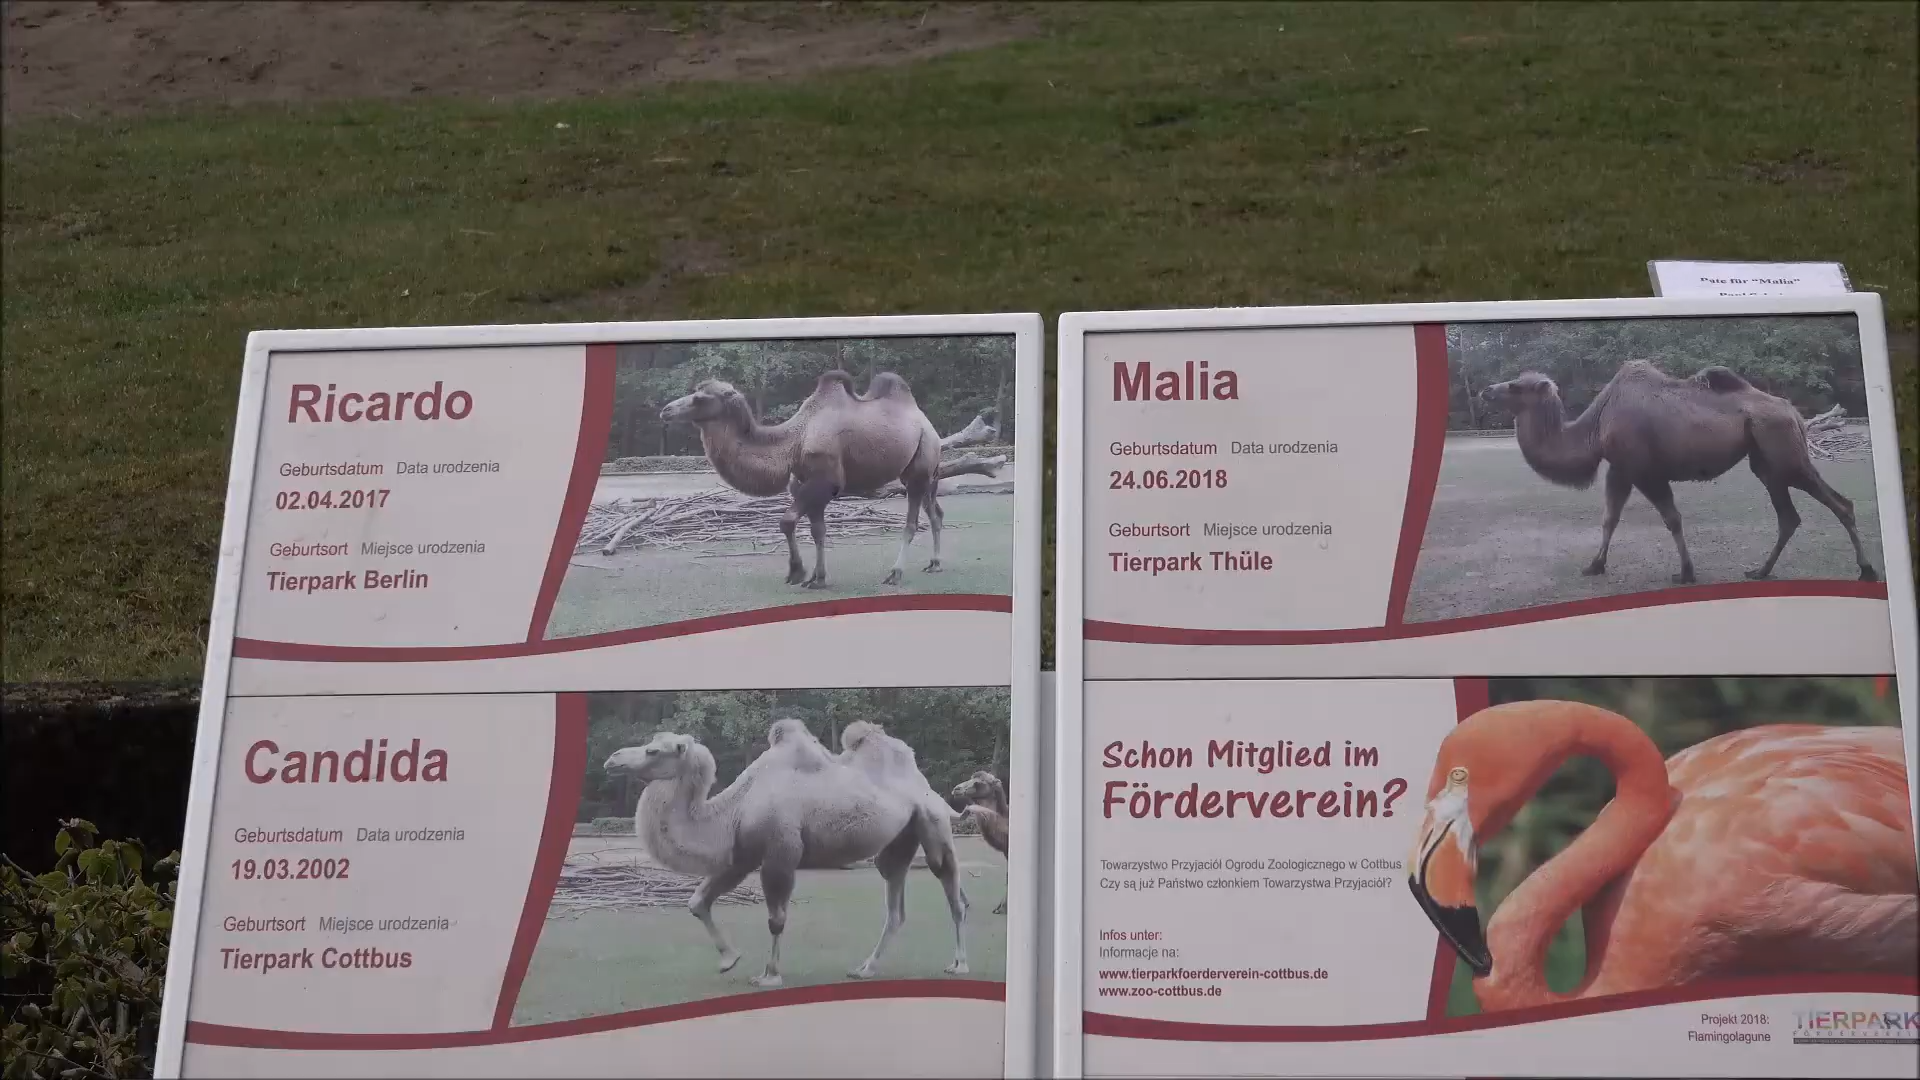 Ricardo
Geburtsdatum Data urodzenia
02.04.2017
Geburtsort Miejsce urodzenia
Tierpark Berlin
Candida
Geburtsdatum Data urodzenia
19.03.2002
Geburtsort Miejsce urodzenia
Tierpark Cottbus
Pate für "Malia"
Malia
Geburtsdatum Data urodzenia
24.06.2018
Geburtsort Miejsce urodzenia
Tierpark Thüle
Schon Mitglied im
Förderverein?
Towarzystwo Przyjaciół Ogrodu Zoologicznego w Cottbus
Czy są już Państwo członkiem Towarzystwa Przyjaciół?
Infos unter:
Informacje na:
www.tierparkfoerderverein-cottbus.de
www.zoo-cottbus.de
Projekt 2018:
Flamingolagune
TIERPARK